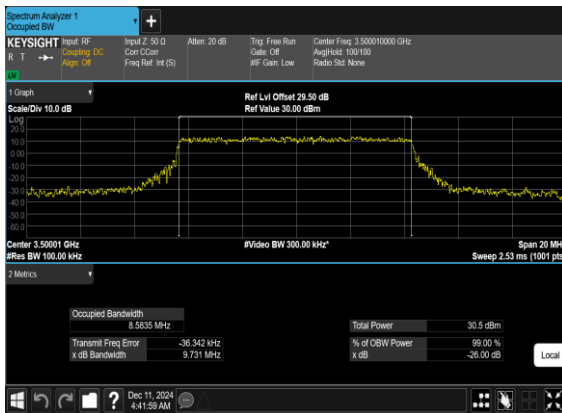 Spectrum Analyzer 1
Occupied BW
KEYSIGHT
R T
LXI
Input: RF
Coupling: DC
Align: Off
Input Z: 50 Ω
Corr CCorr
Freq Ref: Int (S)
Atten: 20 dB
Trig: Free Run
Gate: Off
#IF Gain: Low
Center Freq: 3.500010000 GHz
Avg|Hold: 100/100
Radio Std: None
1 Graph
Scale/Div 10.0 dB
Ref Lvl Offset 29.50 dB
Ref Value 30.00 dBm
Log
20.0
10.0
0.00
-10.0
-20.0
-30.0
-40.0
-50.0
-60.0
Center 3.50001 GHz
#Res BW 100.00 kHz
#Video BW 300.00 kHz*
Span 20 MH
Sweep 2.53 ms (1001 pts
2 Metrics
Occupied Bandwidth
8.5835 MHz
Total Power 30.5 dBm
Transmit Freq Error -36.342 kHz
% of OBW Power 99.00 %
x dB Bandwidth 9.731 MHz
x dB -26.00 dB
Local
?
Dec 11, 2024
4:41:59 AM